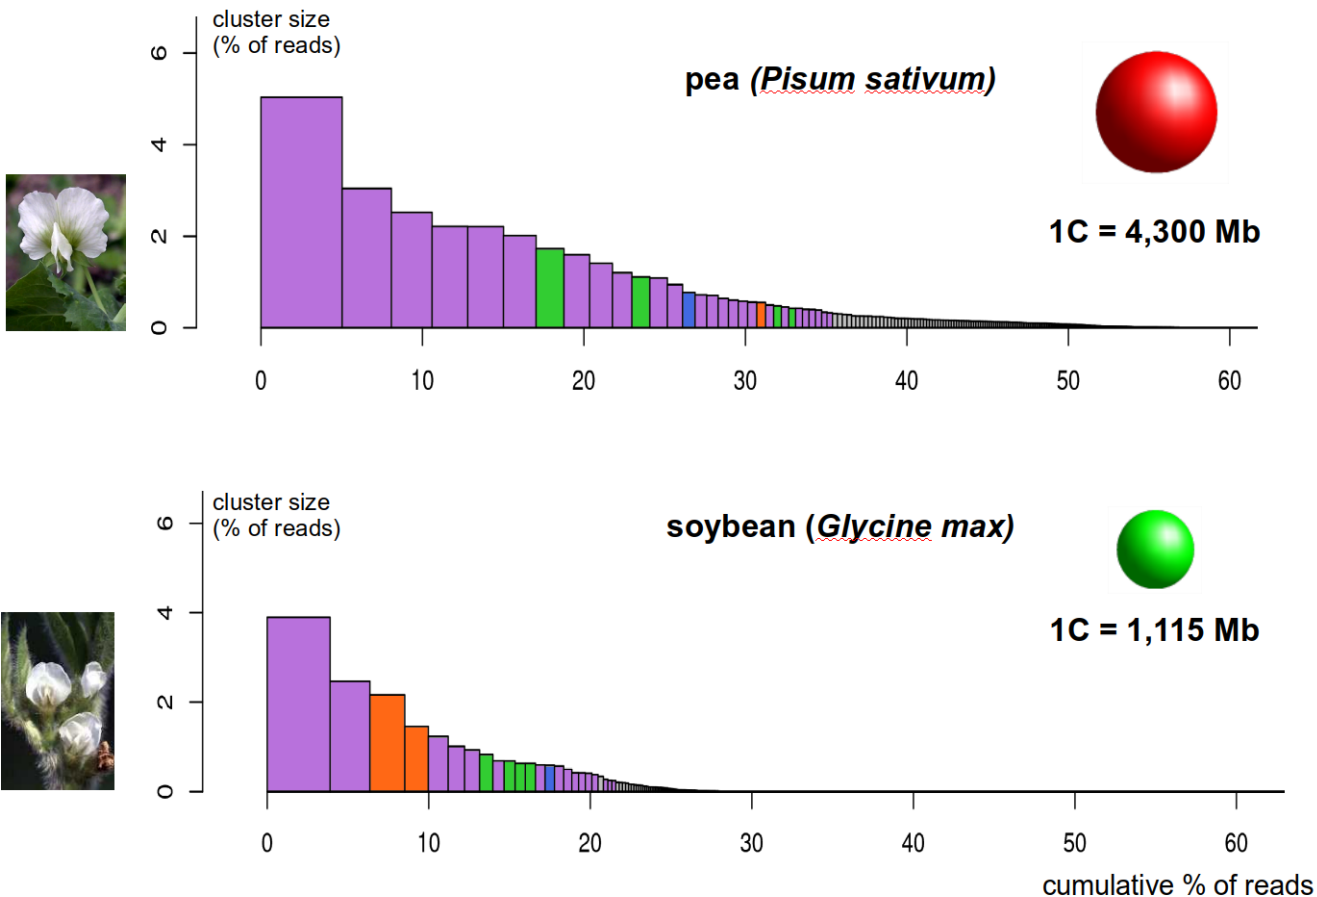 cluster size
(% of reads)
pea (Pisum sativum)
1C = 4,300 Mb
6
4
2
0
0 10 20 30 40 50 60
cluster size
(% of reads)
soybean (Glycine max)
1C = 1,115 Mb
6
4
2
0
0 10 20 30 40 50 60
cumulative % of reads